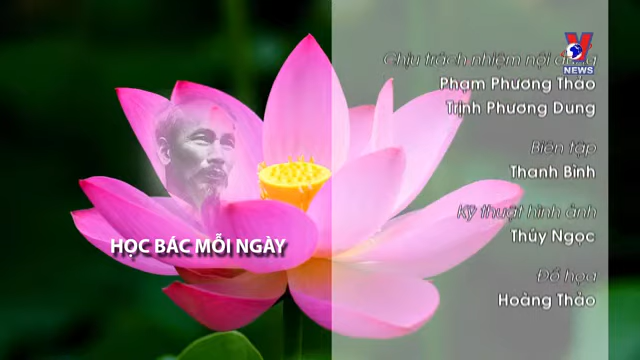 V
NEWS
Chịu trách nhiệm nội dung
Phạm Phương Thảo
Trịnh Phương Dung
Biên tập
Thanh Bình
Kỹ thuật hình ảnh
Thúy Ngọc
Đồ họa
Hoàng Thảo
HỌC BÁC MỖI NGÀY